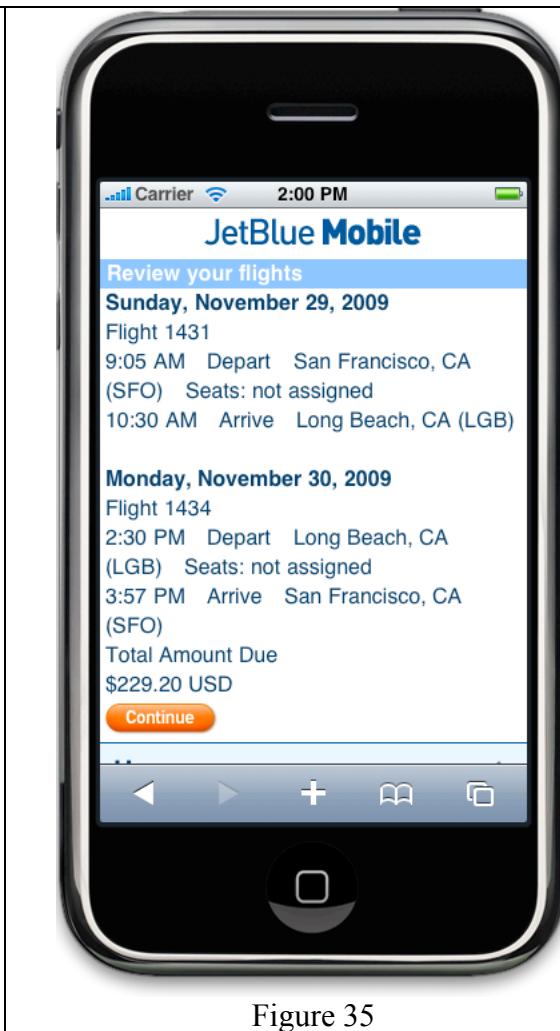 Carrier 2:00 PM
JetBlue Mobile
Review your flights
Sunday, November 29, 2009
Flight 1431
9:05 AM Depart San Francisco, CA
(SFO) Seats: not assigned
10:30 AM Arrive Long Beach, CA (LGB)
Monday, November 30, 2009
Flight 1434
2:30 PM Depart Long Beach, CA
(LGB) Seats: not assigned
3:57 PM Arrive San Francisco, CA
(SFO)
Total Amount Due
$229.20 USD
Continue
Figure 35